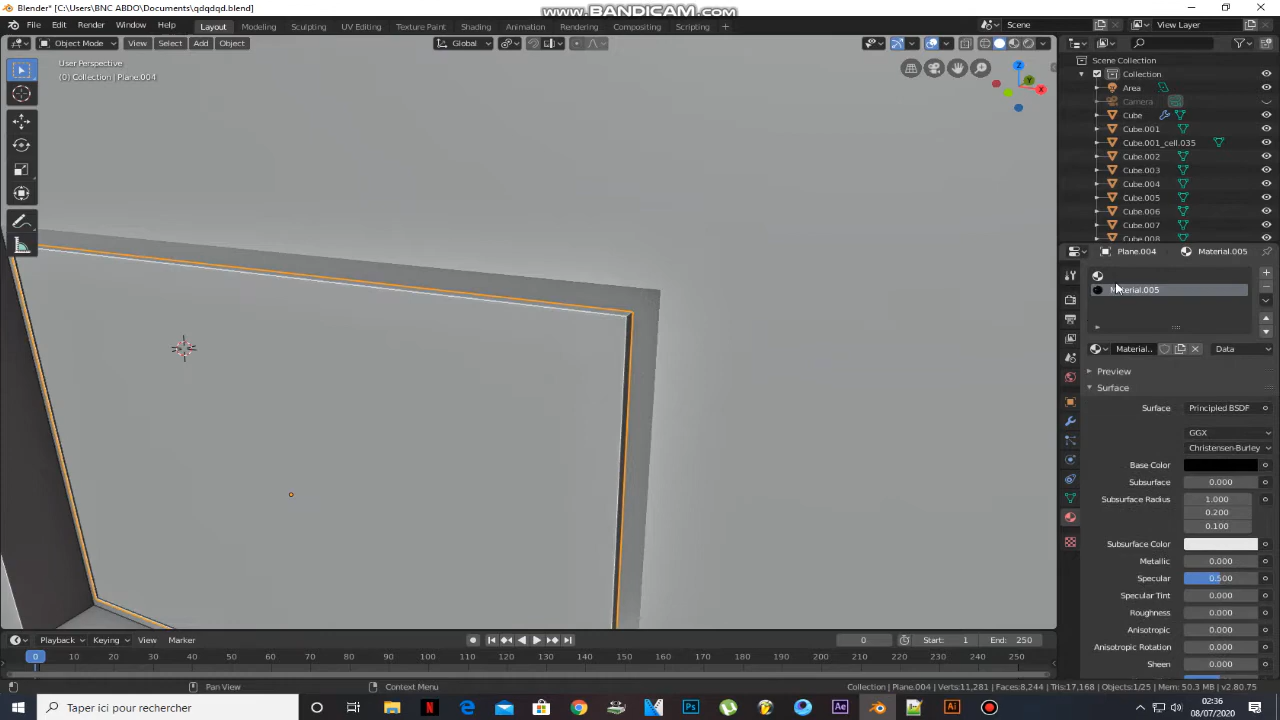 Blender* [C:\Users\BNC ABDO\Documents\qdqdqd.blend]
www.BANDICAM.com
File Edit Render Window Help Layout Modeling Sculpting UV Editing Texture Paint Shading Animation Rendering Compositing Scripting Scene View Layer
Object Mode View Select Add Object Global
User Perspective
(0) Collection | Plane.004
Z
Y
X
Scene Collection
Collection
Area
Camera
Cube
Cube.001
Cube.001_cell.035
Cube.002
Cube.003
Cube.004
Cube.005
Cube.006
Cube.007
Cube.008
Plane.004 Material.005
Material.005
Material.. Data
Preview
Surface
Surface Principled BSDF
GGX
Christensen-Burley
Base Color
Subsurface 0.000
Subsurface Radius 1.000
0.200
0.100
Subsurface Color
Metallic 0.000
Specular 0.500
Specular Tint 0.000
Roughness 0.000
Anisotropic 0.000
Anisotropic Rotation 0.000
Sheen 0.000
Playback Keying View Marker 0 Start: 1 End: 250
0 10 20 30 40 50 60 70 80 90 100 110 120 130 140 150 160 170 180 190 200 210 220 230 240 250
Pan View Context Menu Collection | Plane.004 | Verts:11,281 | Faces:8,244 | Tris:17,168 | Objects:1/25 | Mem: 50.3 MB | v2.80.75
Taper ici pour rechercher
02:36
08/07/2020